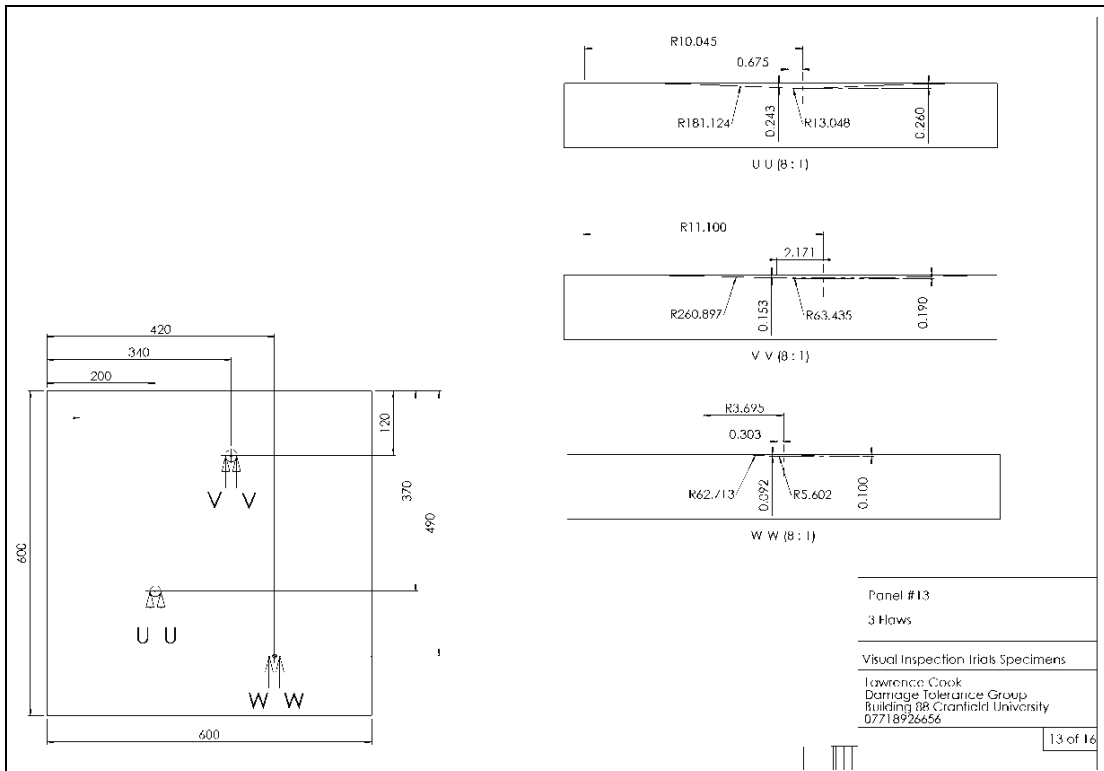 R10.045
0.675
R181.124
0.243
R13.048
0.260
U U (8 : 1)
R11.100
2.171
R260.897
0.153
R63.435
0.190
V V (8 : 1)
R3.695
0.303
R62.713
0.092
R5.602
0.100
W W (8 : 1)
420
340
200
120
370
490
600
V V
U U
W W
600
Panel #13
3 Flaws
Visual Inspection Trials Specimens
Lawrence Cook
Damage Tolerance Group
Building 88 Cranfield University
07718926656
13 of 16